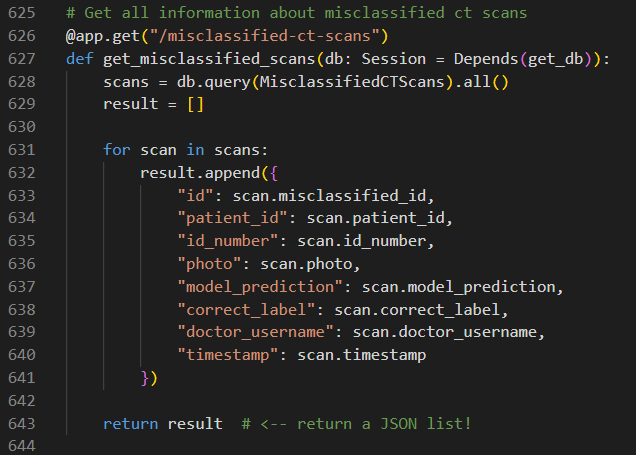 625 # Get all information about misclassified ct scans
626 @app.get("/misclassified-ct-scans")
627 def get_misclassified_scans(db: Session = Depends(get_db)):
628     scans = db.query(MisclassifiedCTScans).all()
629     result = []
630
631     for scan in scans:
632         result.append({
633             "id": scan.misclassified_id,
634             "patient_id": scan.patient_id,
635             "id_number": scan.id_number,
636             "photo": scan.photo,
637             "model_prediction": scan.model_prediction,
638             "correct_label": scan.correct_label,
639             "doctor_username": scan.doctor_username,
640             "timestamp": scan.timestamp
641         })
642
643     return result  # <-- return a JSON list!
644